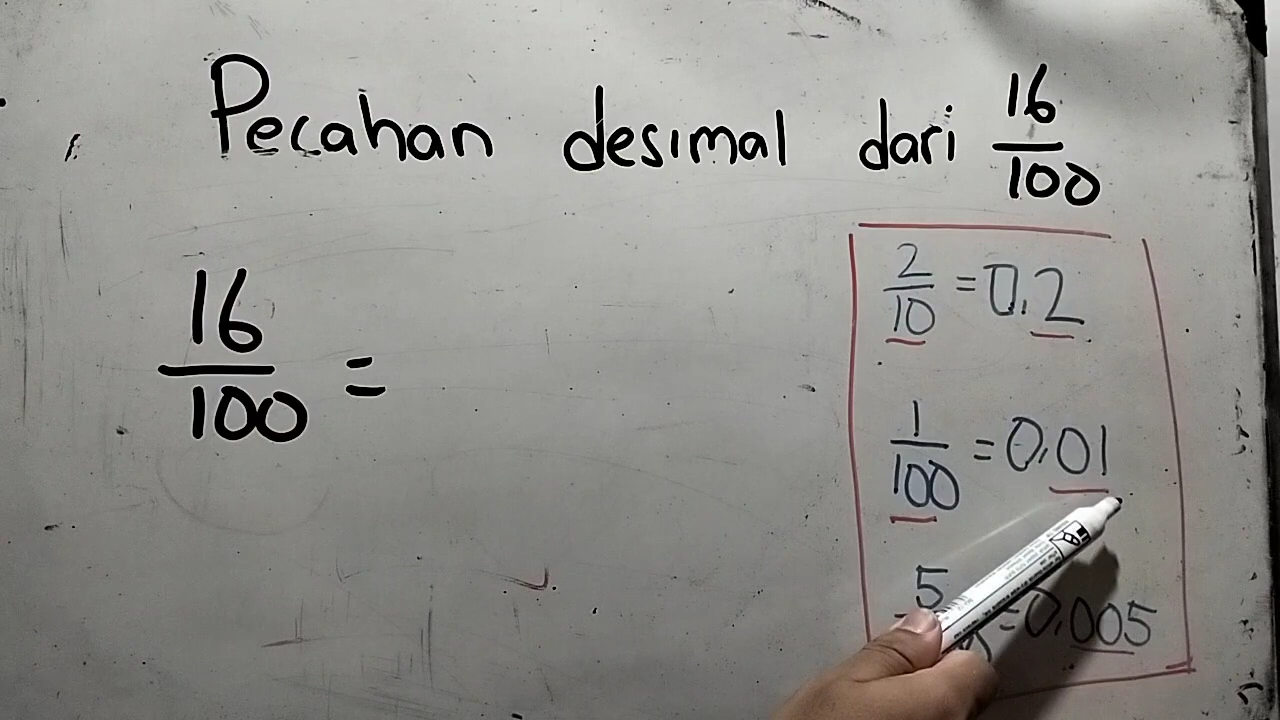 Pecahan desimal dari 16/100
16/100 =
2/10 = 0,2
1/100 = 0,01
5 = 0,005